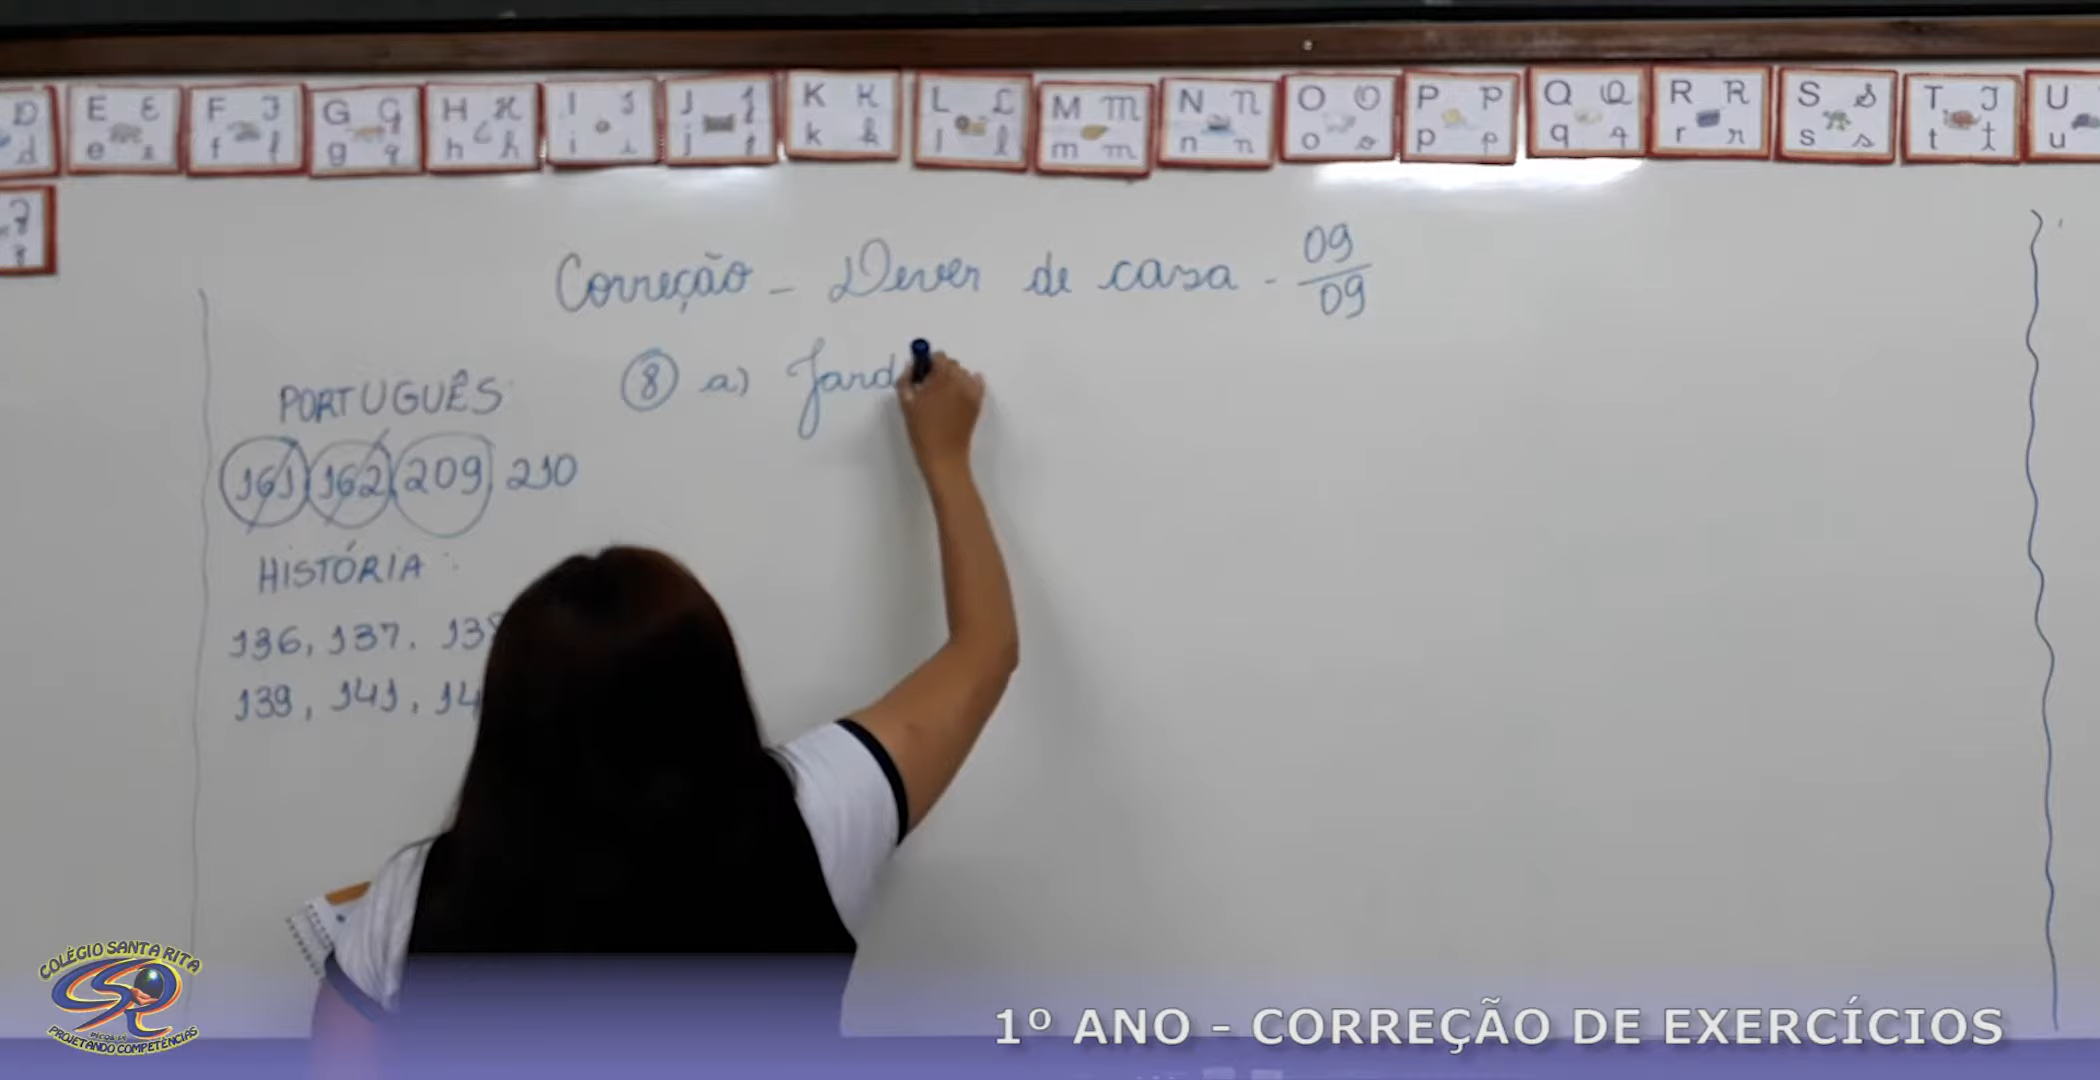 D d
E E e e
F F f f
G G g g
H H h h
I I i i
J J j j
K K k k
L L l l
M M m m
N N n n
O O o o
P P p p
Q Q q q
R R r r
S S s s
T T t t
U u
Correção - Dever de casa - 09/09
PORTUGUÊS:
161, 162, 209, 210
HISTÓRIA:
136, 137, 138
139, 141, 14
8 a) Jard
COLÉGIO SANTA RITA
PROJETANDO COMPETÊNCIAS
1º ANO - CORREÇÃO DE EXERCÍCIOS